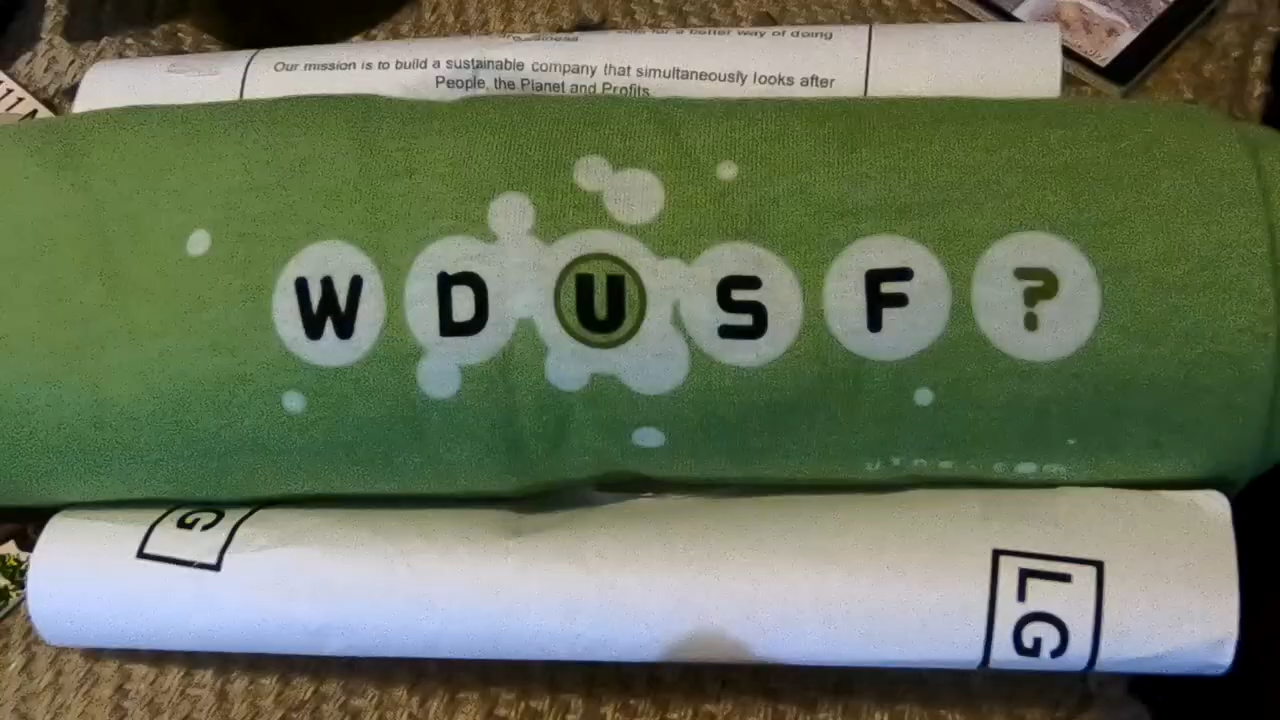 for a better way of doing
Business
Our mission is to build a sustainable company that simultaneously looks after
People, the Planet and Profits
W D U S F ?
G
LG